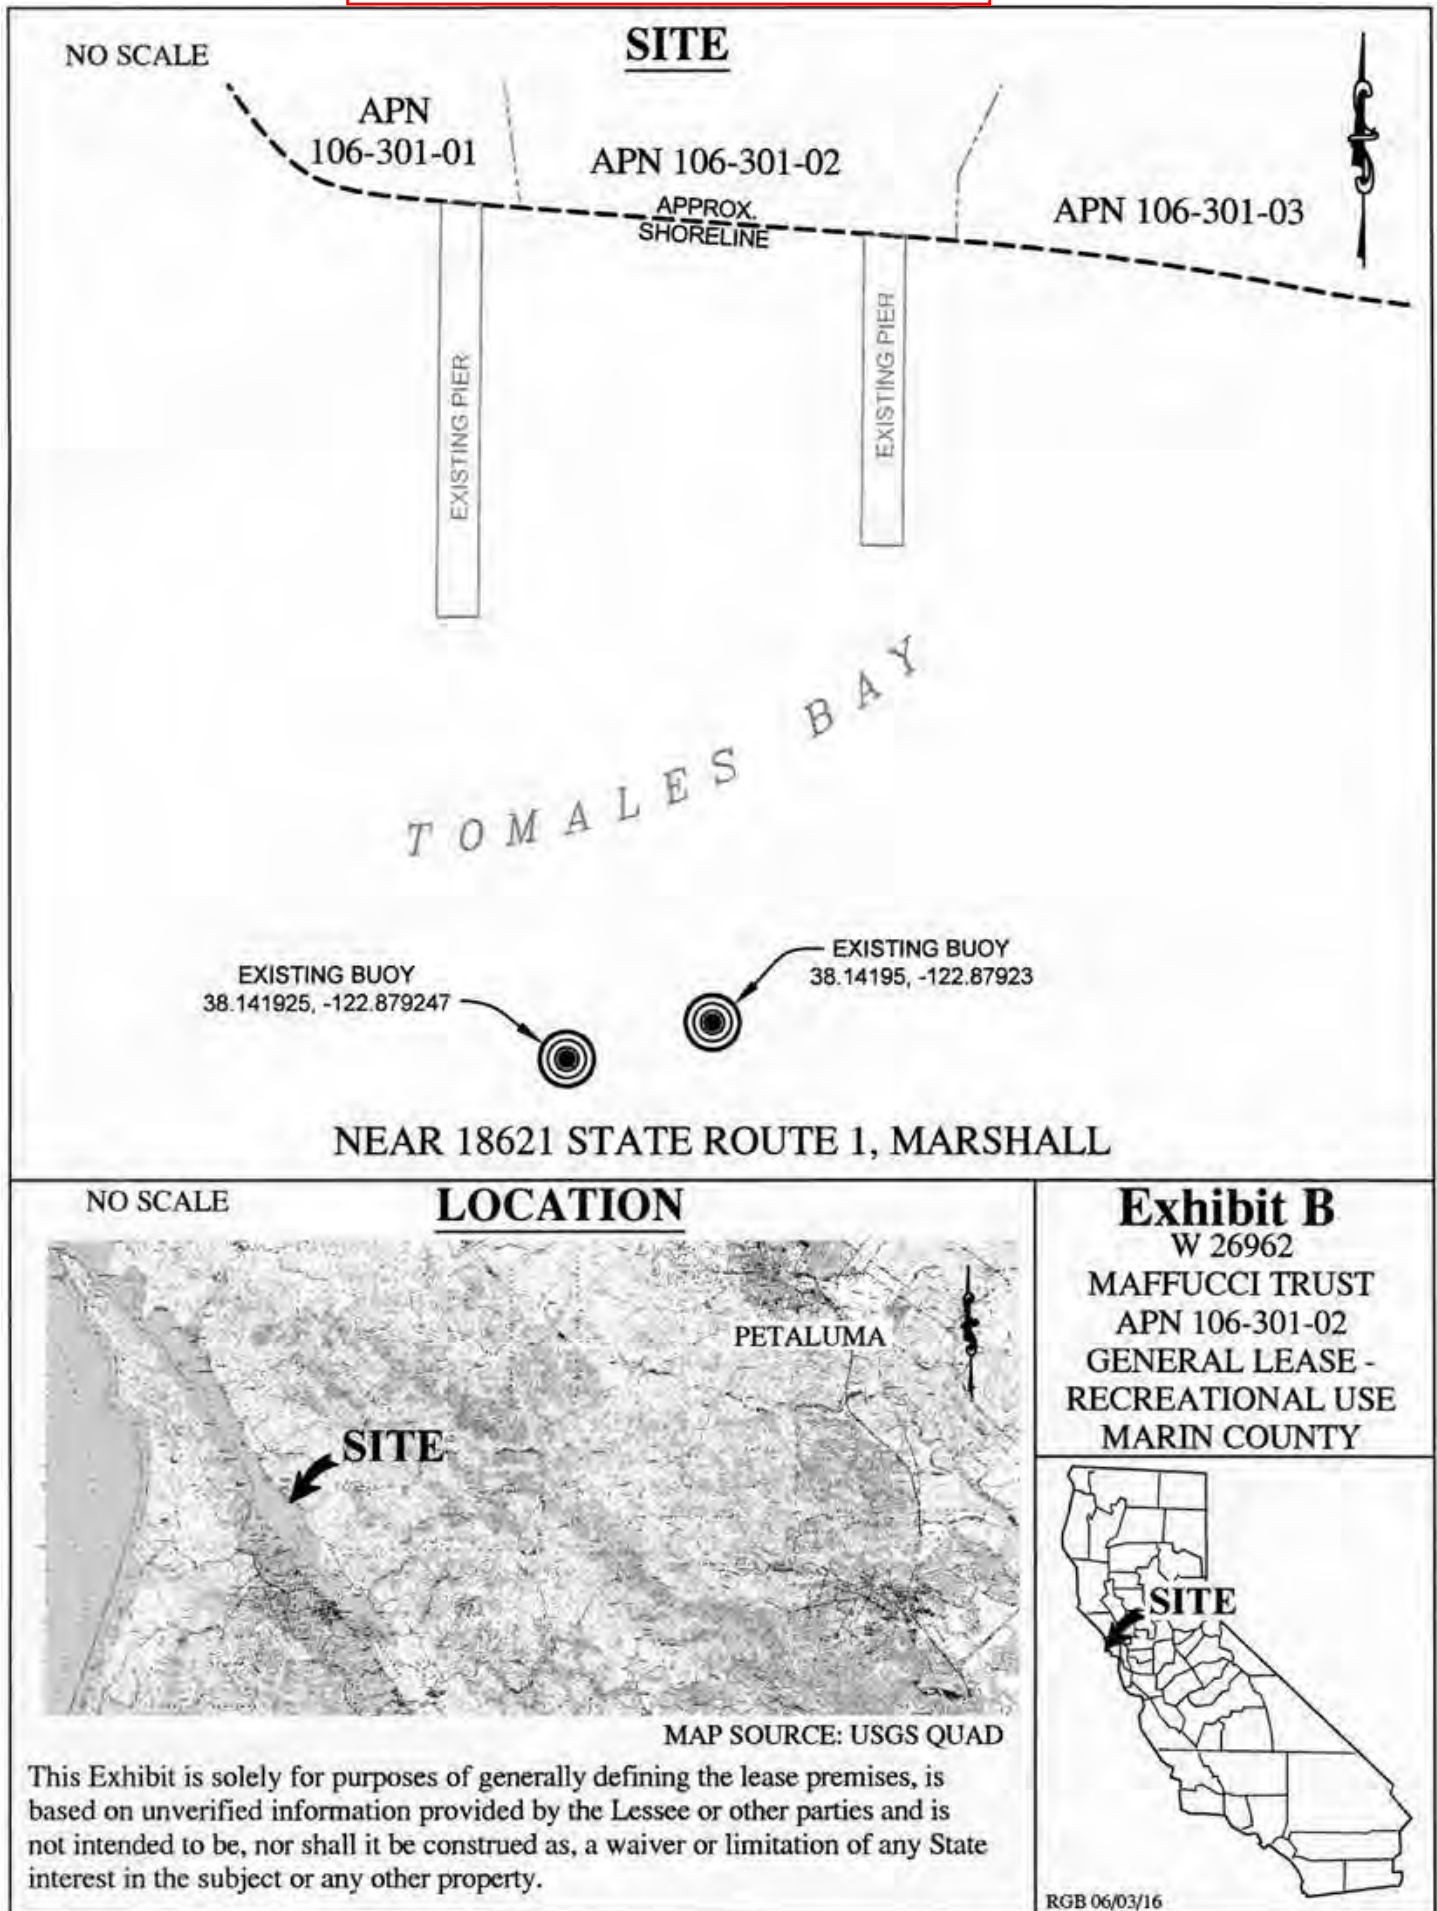 NO SCALE
SITE
APN
106-301-01
APN 106-301-02
APN 106-301-03
APPROX.
SHORELINE
EXISTING PIER
EXISTING PIER
TOMALES BAY
EXISTING BUOY
38.141925, -122.879247
EXISTING BUOY
38.14195, -122.87923
NEAR 18621 STATE ROUTE 1, MARSHALL
NO SCALE
LOCATION
PETALUMA
SITE
MAP SOURCE: USGS QUAD
This Exhibit is solely for purposes of generally defining the lease premises, is
based on unverified information provided by the Lessee or other parties and is
not intended to be, nor shall it be construed as, a waiver or limitation of any State
interest in the subject or any other property.
Exhibit B
W 26962
MAFFUCCI TRUST
APN 106-301-02
GENERAL LEASE -
RECREATIONAL USE
MARIN COUNTY
SITE
RGB 06/03/16